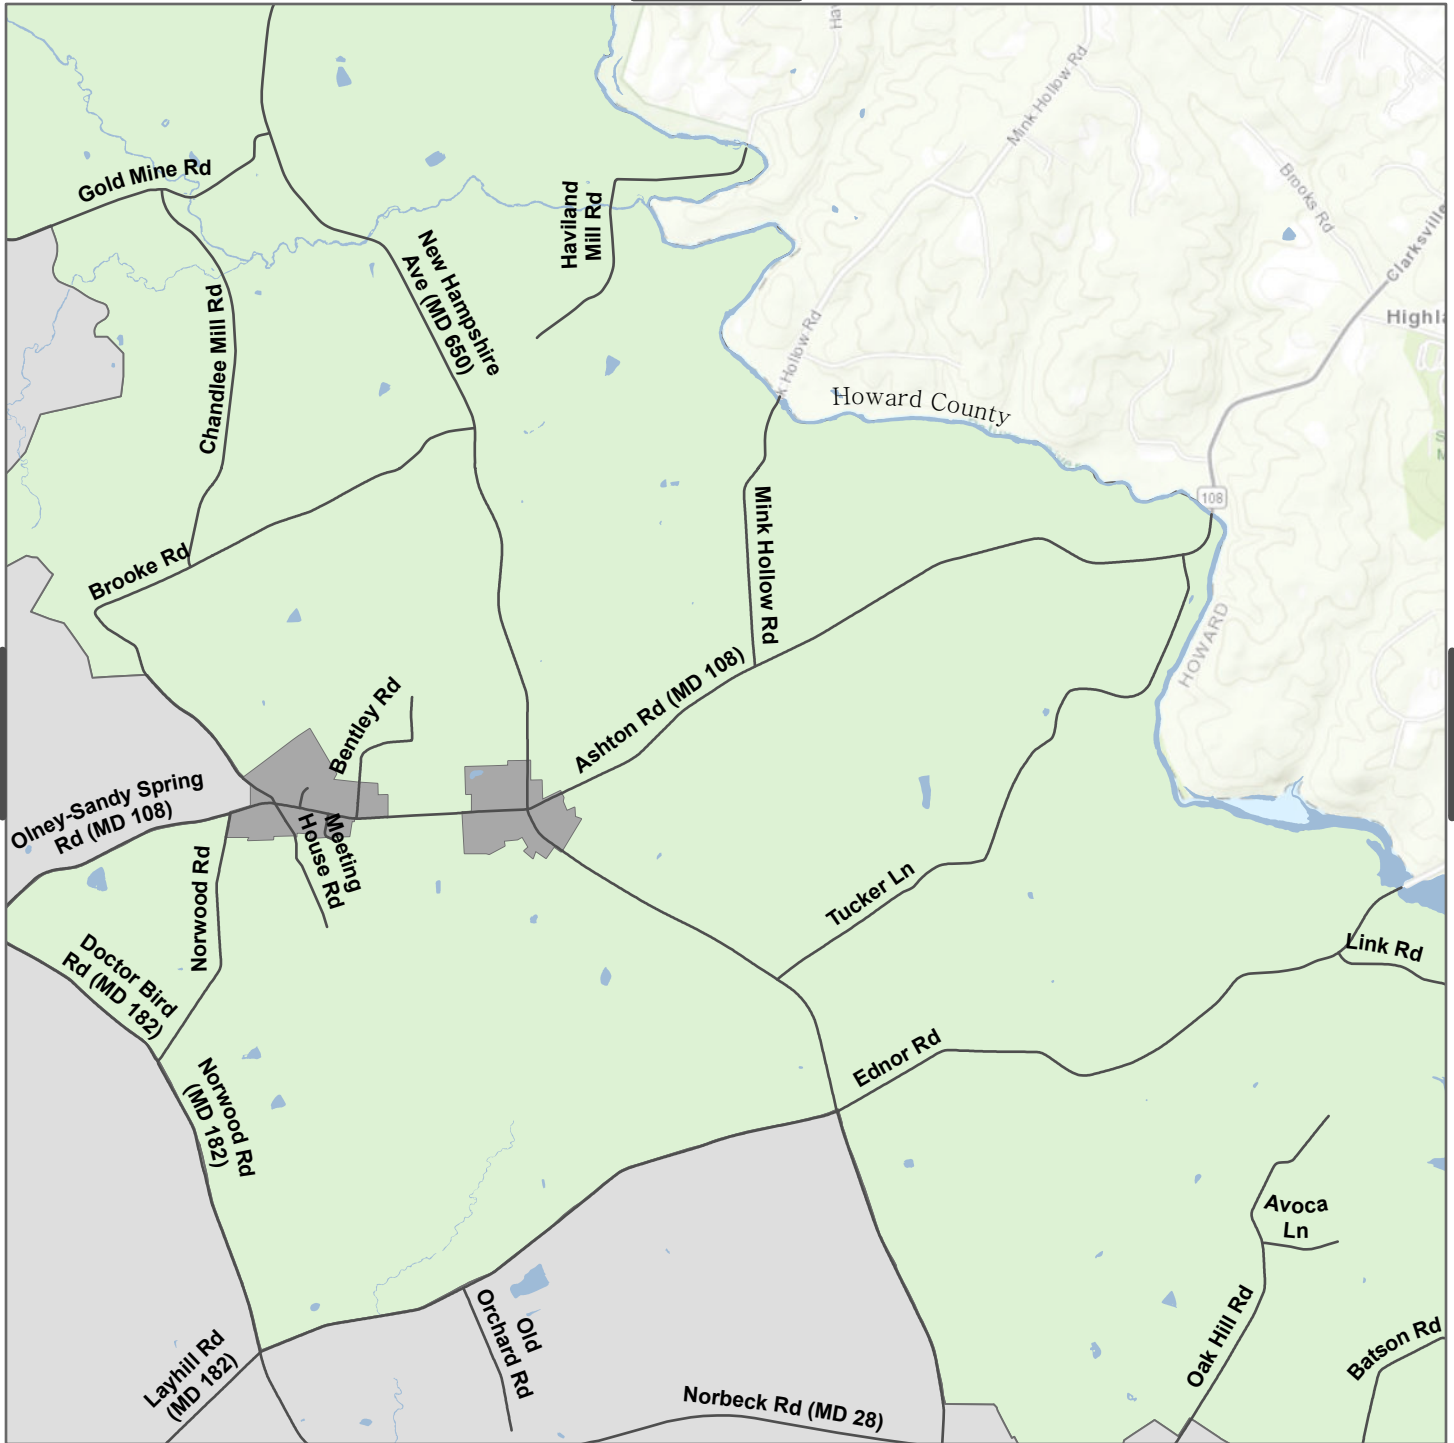 Mink Hollow Rd
Gold Mine Rd
Haviland
Mill Rd
Brooks Rd
Clarksville
New Hampshire
Ave (MD 650)
Chandlee Mill Rd
Hollow Rd
Howard County
108
Mink Hollow Rd
Brooke Rd
HOWARD
Ashton Rd (MD 108)
Bentley Rd
Olney-Sandy Spring
Rd (MD 108)
Meeting
House Rd
Norwood Rd
Tucker Ln
Doctor Bird
Rd (MD 182)
Link Rd
Ednor Rd
Norwood Rd
(MD 182)
Avoca
Ln
Old
Orchard Rd
Oak Hill Rd
Layhill Rd
(MD 182)
Batson Rd
Norbeck Rd (MD 28)